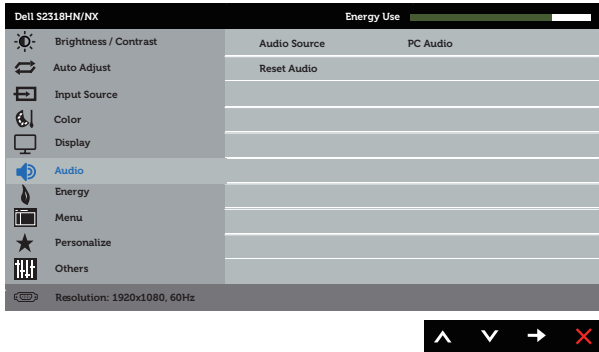 Dell S2318HN/NX Energy Use
Brightness / Contrast Audio Source PC Audio
Auto Adjust Reset Audio
Input Source
Color
Display
Audio
Energy
Menu
Personalize
Others
Resolution: 1920x1080, 60Hz